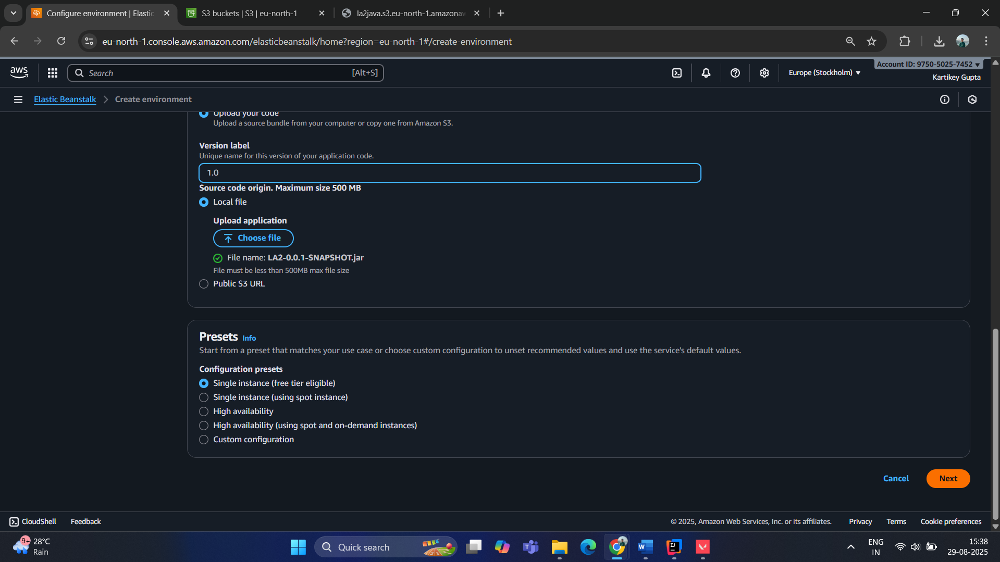 Configure environment | Elastic
S3 buckets | S3 | eu-north-1
la2java.s3.eu-north-1.amazonaw
eu-north-1.console.aws.amazon.com/elasticbeanstalk/home?region=eu-north-1#/create-environment
aws
Search
[Alt+S]
Europe (Stockholm)
Account ID: 9750-5025-7452
Kartikey Gupta
Elastic Beanstalk
Create environment
Upload your code
Upload a source bundle from your computer or copy one from Amazon S3.
Version label
Unique name for this version of your application code.
1.0
Source code origin. Maximum size 500 MB
Local file
Upload application
Choose file
File name: LA2-0.0.1-SNAPSHOT.jar
File must be less than 500MB max file size
Public S3 URL
Presets Info
Start from a preset that matches your use case or choose custom configuration to unset recommended values and use the service's default values.
Configuration presets
Single instance (free tier eligible)
Single instance (using spot instance)
High availability
High availability (using spot and on-demand instances)
Custom configuration
Cancel
Next
CloudShell
Feedback
© 2025, Amazon Web Services, Inc. or its affiliates.
Privacy
Terms
Cookie preferences
9+
28°C
Rain
Quick search
ENG
IN
15:38
29-08-2025